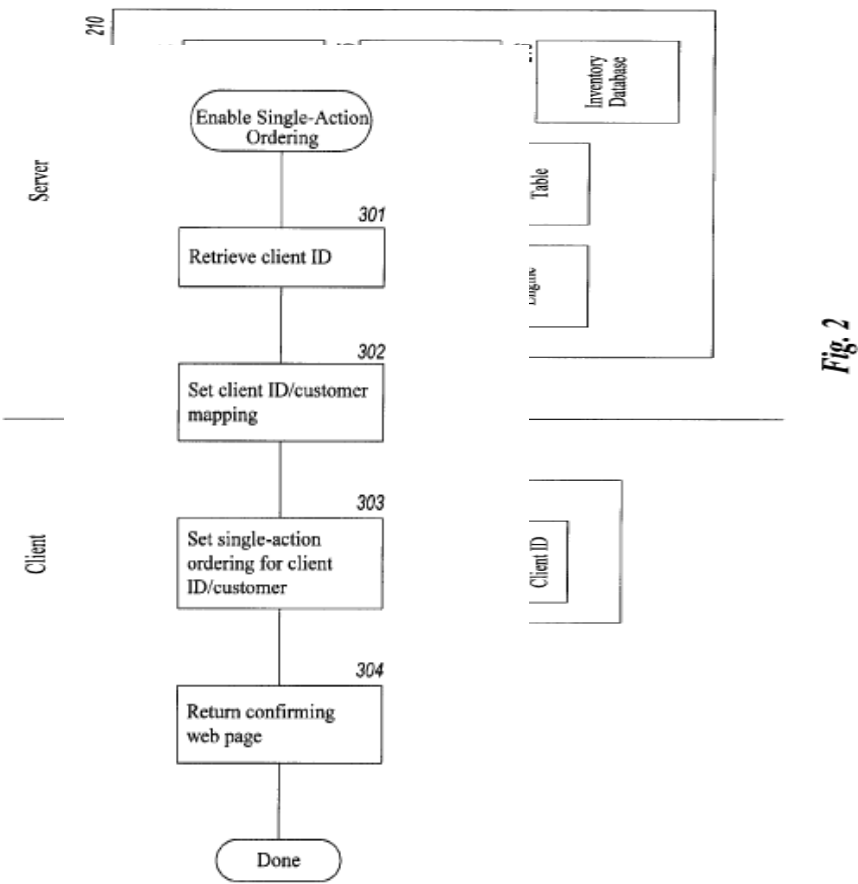 210
Inventory
Database
Enable Single-Action
Ordering
Server
Table
301
Retrieve client ID
Engine
Fig. 2
302
Set client ID/customer
mapping
303
Set single-action
ordering for client
ID/customer
Client
Client ID
304
Return confirming
web page
Done